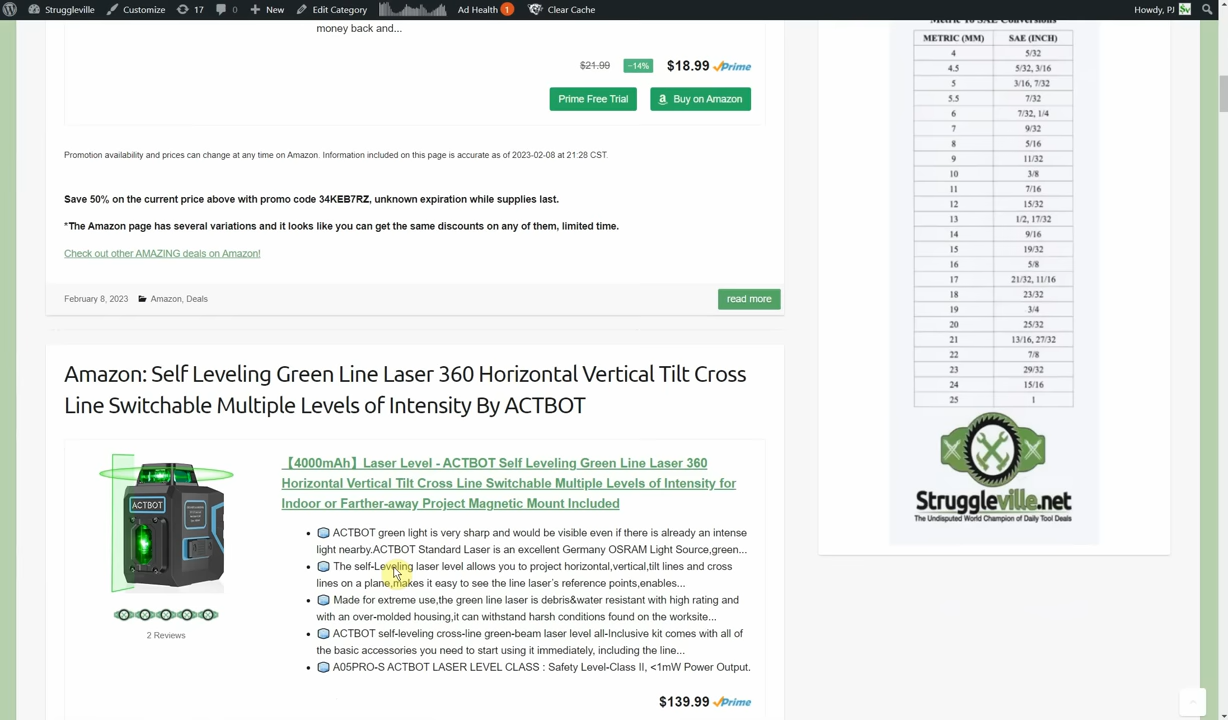 Struggleville Customize 17 0 New Edit Category Ad Health 1 Clear Cache Howdy, PJ
money back and...
$21.99 −14% $18.99 Prime
Prime Free Trial Buy on Amazon
Promotion availability and prices can change at any time on Amazon. Information included on this page is accurate as of 2023-02-08 at 21:28 CST.
Save 50% on the current price above with promo code 34KEB7RZ, unknown expiration while supplies last.
*The Amazon page has several variations and it looks like you can get the same discounts on any of them, limited time.
Check out other AMAZING deals on Amazon!
February 8, 2023 Amazon, Deals read more
Amazon: Self Leveling Green Line Laser 360 Horizontal Vertical Tilt Cross
Line Switchable Multiple Levels of Intensity By ACTBOT
ACTBOT
2 Reviews
【4000mAh】Laser Level - ACTBOT Self Leveling Green Line Laser 360
Horizontal Vertical Tilt Cross Line Switchable Multiple Levels of Intensity for
Indoor or Farther-away Project Magnetic Mount Included
ACTBOT green light is very sharp and would be visible even if there is already an intense
light nearby.ACTBOT Standard Laser is an excellent Germany OSRAM Light Source,green...
The self-Leveling laser level allows you to project horizontal,vertical,tilt lines and cross
lines on a plane,makes it easy to see the line laser's reference points,enables...
Made for extreme use,the green line laser is debris&water resistant with high rating and
with an over-molded housing,it can withstand harsh conditions found on the worksite...
ACTBOT self-leveling cross-line green-beam laser level all-Inclusive kit comes with all of
the basic accessories you need to start using it immediately, including the line...
A05PRO-S ACTBOT LASER LEVEL CLASS : Safety Level-Class II, <1mW Power Output.
$139.99 Prime
Metric To SAE Conversions
METRIC (MM) SAE (INCH)
4 5/32
4.5 5/32, 3/16
5 3/16, 7/32
5.5 7/32
6 7/32, 1/4
7 9/32
8 5/16
9 11/32
10 3/8
11 7/16
12 15/32
13 1/2, 17/32
14 9/16
15 19/32
16 5/8
17 21/32, 11/16
18 23/32
19 3/4
20 25/32
21 13/16, 27/32
22 7/8
23 29/32
24 15/16
25 1
Struggleville.net
The Undisputed World Champion of Daily Tool Deals